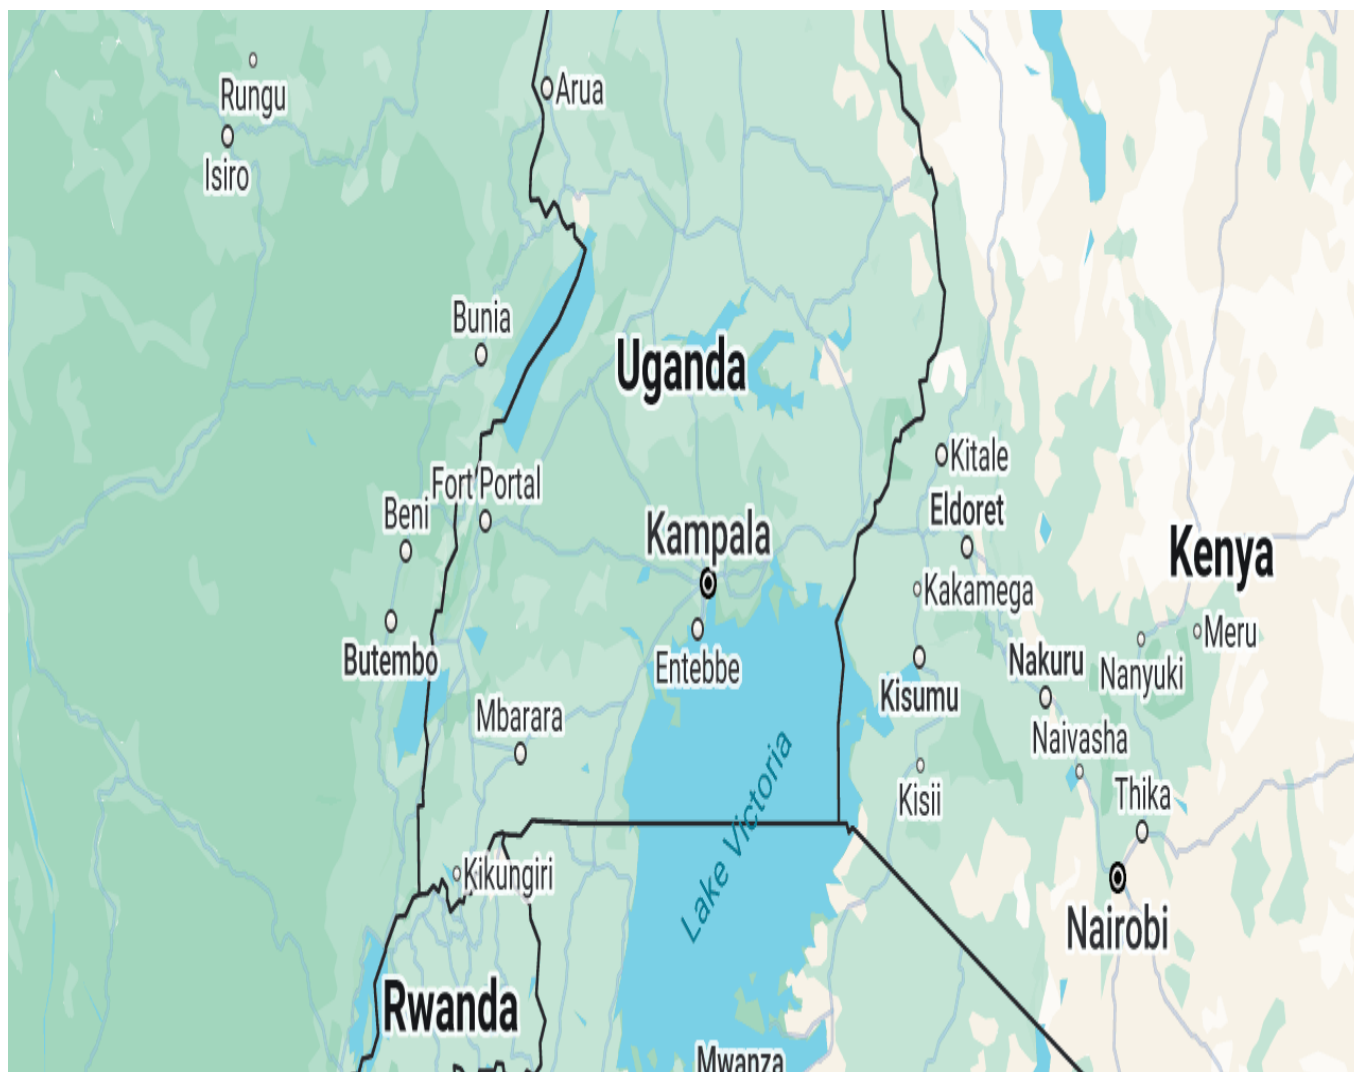 Rungu
Arua
Isiro
Bunia
Uganda
Kitale
Fort Portal
Beni
Eldoret
Kampala
Kenya
Kakamega
Meru
Butembo
Entebbe
Nakuru
Nanyuki
Kisumu
Mbarara
Naivasha
Lake Victoria
Kisii
Thika
Kikungiri
Nairobi
Rwanda
Mwanza